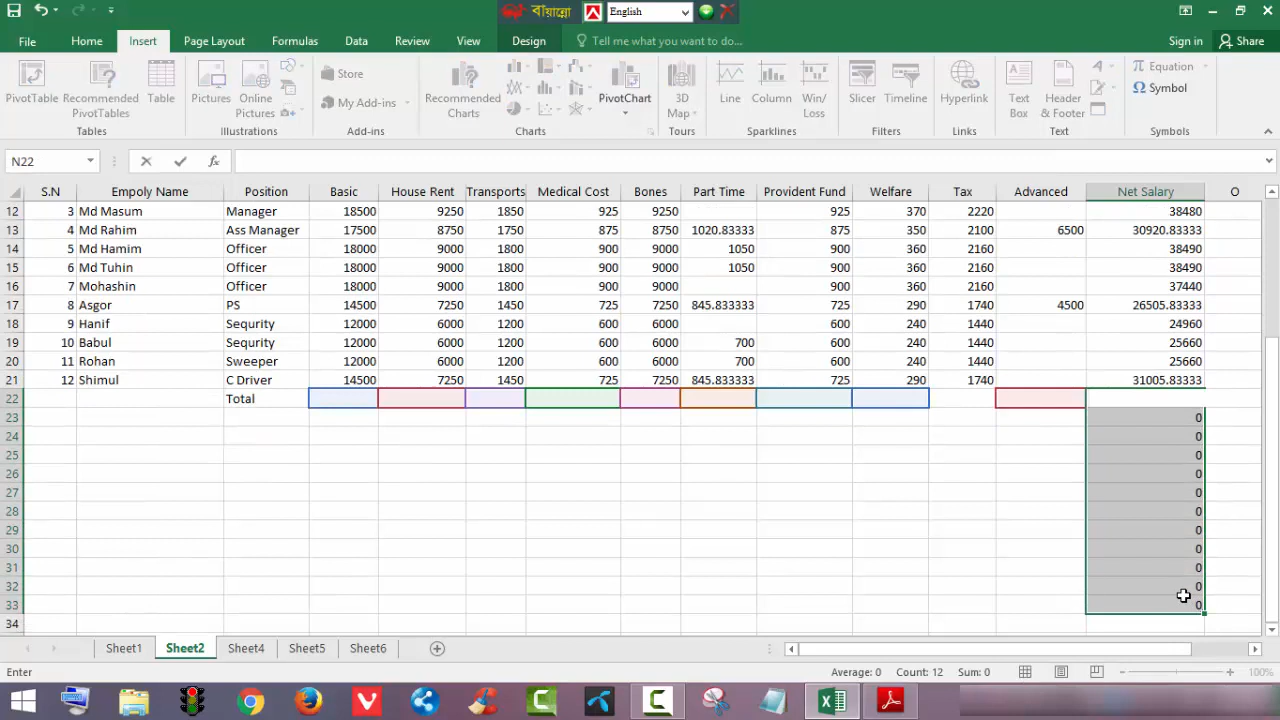 বায়ান্নো English
File Home Insert Page Layout Formulas Data Review View Design Tell me what you want to do... Sign in Share
PivotTable Recommended PivotTables Table Pictures Online Pictures Store My Add-ins Recommended Charts PivotChart 3D Map Line Column Win/Loss Slicer Timeline Hyperlink Text Box Header & Footer Equation Symbol
Tables Illustrations Add-ins Charts Tours Sparklines Filters Links Text Symbols
N22 fx
S.N Empoly Name Position Basic House Rent Transports Medical Cost Bones Part Time Provident Fund Welfare Tax Advanced Net Salary O
12 3 Md Masum Manager 18500 9250 1850 925 9250 925 370 2220 38480
13 4 Md Rahim Ass Manager 17500 8750 1750 875 8750 1020.83333 875 350 2100 6500 30920.83333
14 5 Md Hamim Officer 18000 9000 1800 900 9000 1050 900 360 2160 38490
15 6 Md Tuhin Officer 18000 9000 1800 900 9000 1050 900 360 2160 38490
16 7 Mohashin Officer 18000 9000 1800 900 9000 900 360 2160 37440
17 8 Asgor PS 14500 7250 1450 725 7250 845.833333 725 290 1740 4500 26505.83333
18 9 Hanif Sequrity 12000 6000 1200 600 6000 600 240 1440 24960
19 10 Babul Sequrity 12000 6000 1200 600 6000 700 600 240 1440 25660
20 11 Rohan Sweeper 12000 6000 1200 600 6000 700 600 240 1440 25660
21 12 Shimul C Driver 14500 7250 1450 725 7250 845.833333 725 290 1740 31005.83333
22 Total
23 0
24 0
25 0
26 0
27 0
28 0
29 0
30 0
31 0
32 0
33 0
34
Sheet1 Sheet2 Sheet4 Sheet5 Sheet6
Enter Average: 0 Count: 12 Sum: 0 100%